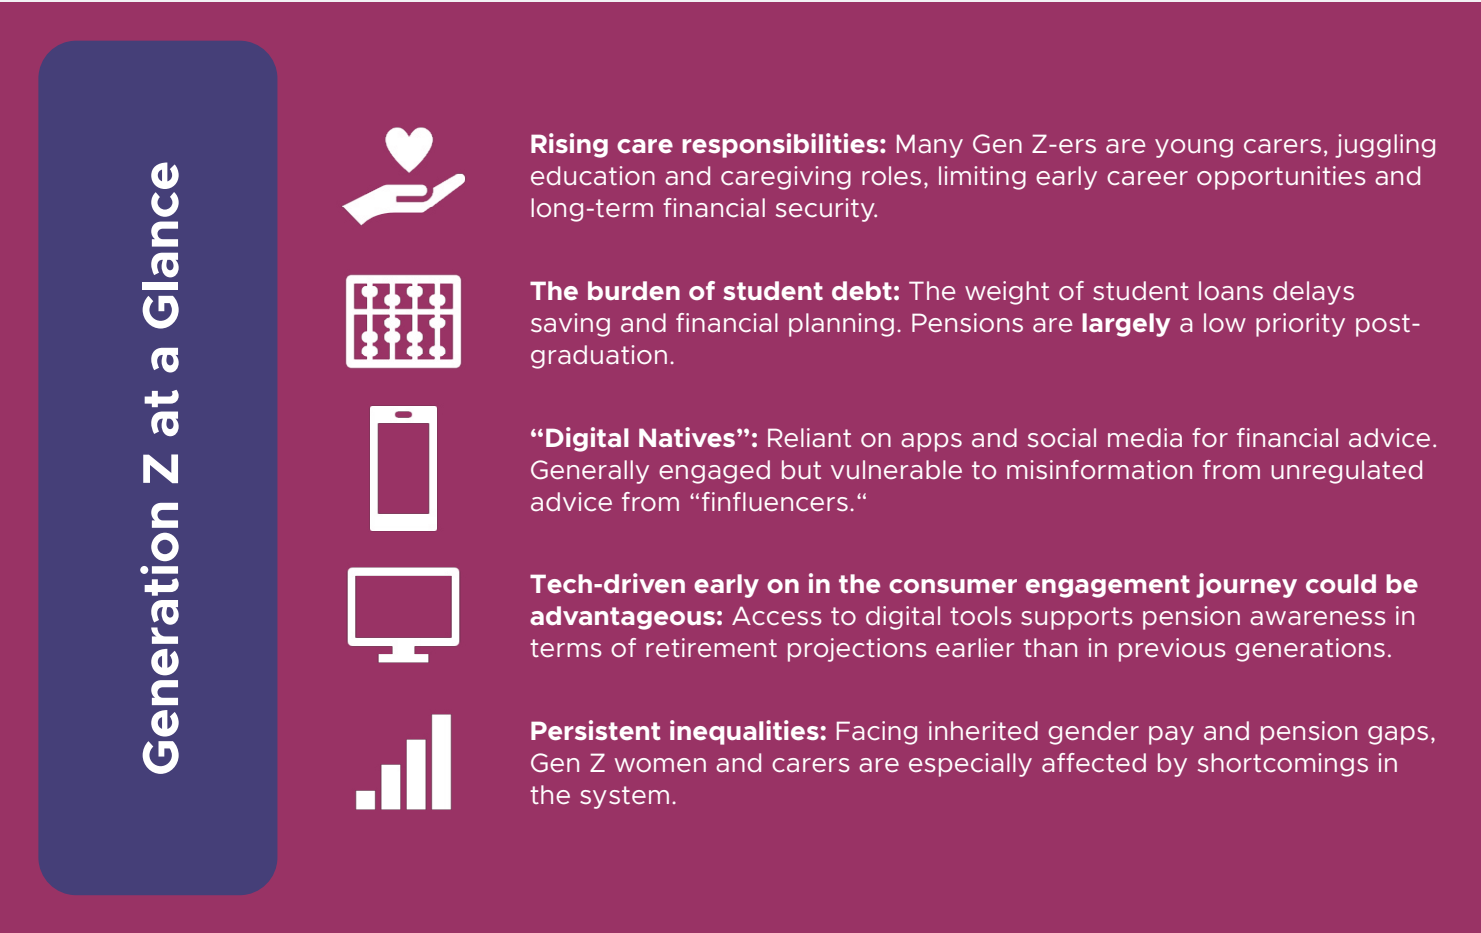 Generation Z at a Glance
Rising care responsibilities: Many Gen Z-ers are young carers, juggling
education and caregiving roles, limiting early career opportunities and
long-term financial security.
The burden of student debt: The weight of student loans delays
saving and financial planning. Pensions are largely a low priority post-
graduation.
“Digital Natives”: Reliant on apps and social media for financial advice.
Generally engaged but vulnerable to misinformation from unregulated
advice from “finfluencers.“
Tech-driven early on in the consumer engagement journey could be
advantageous: Access to digital tools supports pension awareness in
terms of retirement projections earlier than in previous generations.
Persistent inequalities: Facing inherited gender pay and pension gaps,
Gen Z women and carers are especially affected by shortcomings in
the system.